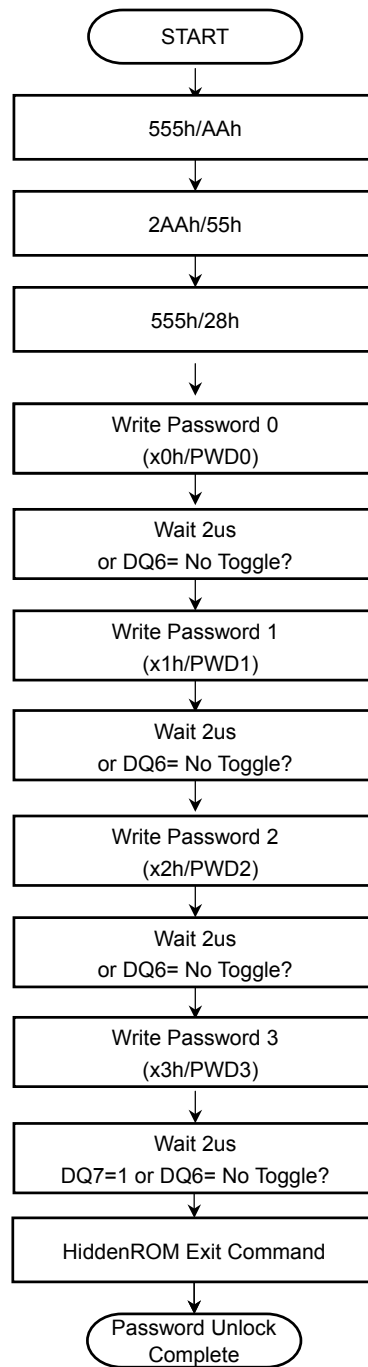 START
555h/AAh
2AAh/55h
555h/28h
Write Password 0
(x0h/PWD0)
Wait 2us
or DQ6= No Toggle?
Write Password 1
(x1h/PWD1)
Wait 2us
or DQ6= No Toggle?
Write Password 2
(x2h/PWD2)
Wait 2us
or DQ6= No Toggle?
Write Password 3
(x3h/PWD3)
Wait 2us
DQ7=1 or DQ6= No Toggle?
HiddenROM Exit Command
Password Unlock
Complete